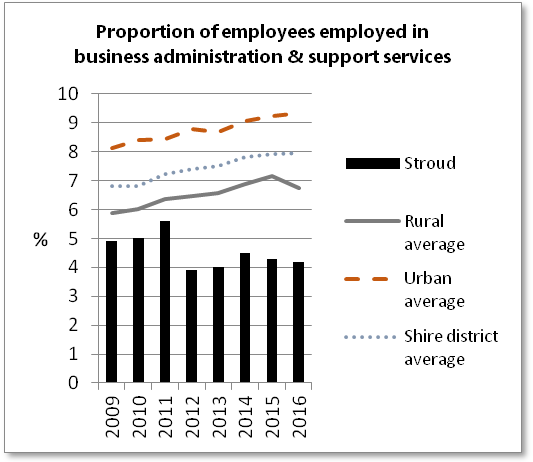 Proportion of employees employed in
business administration & support services
10
9
8
7
6
5
4
3
2
1
0
%
2009
2010
2011
2012
2013
2014
2015
2016
Stroud
Rural
average
Urban
average
Shire district
average